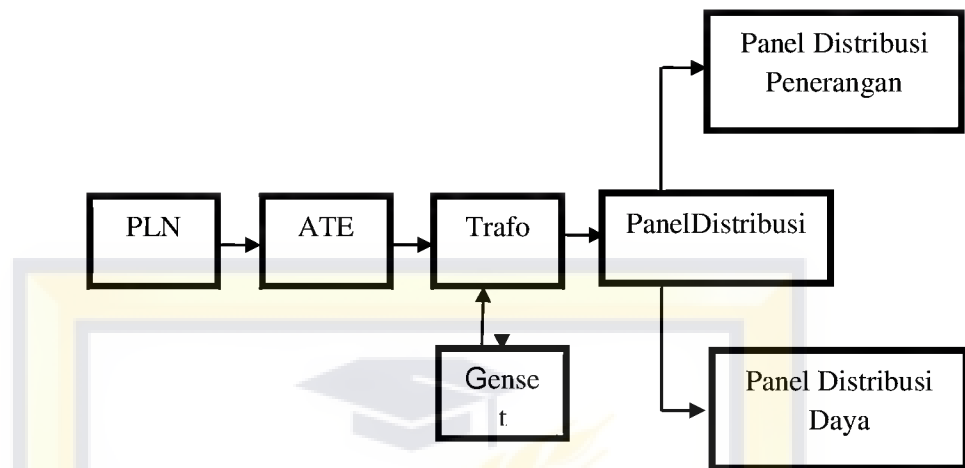 Panel Distribusi
Penerangan
PLN
ATE
Trafo
PanelDistribusi
Gense
t
Panel Distribusi
Daya